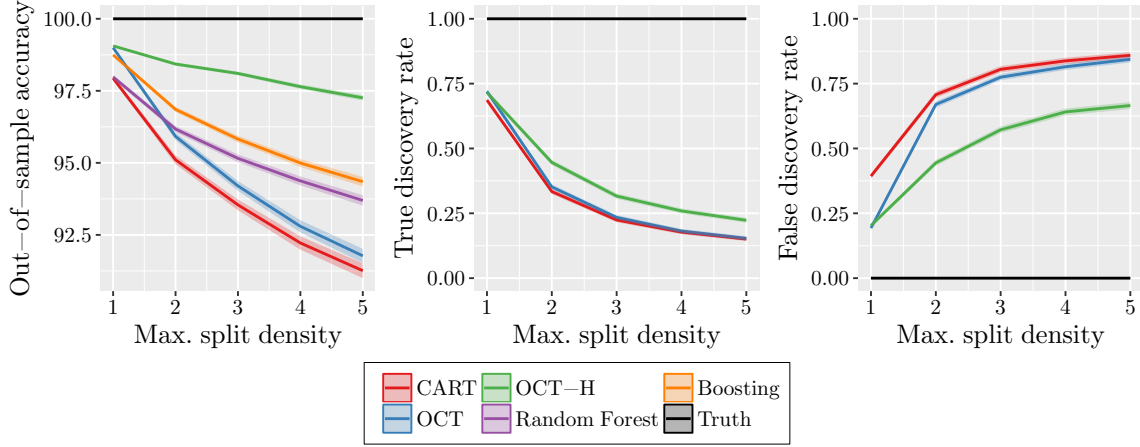 Out−of−sample accuracy
100.0
97.5
95.0
92.5
1 2 3 4 5
Max. split density
True discovery rate
1.00
0.75
0.50
0.25
0.00
1 2 3 4 5
Max. split density
False discovery rate
1.00
0.75
0.50
0.25
0.00
1 2 3 4 5
Max. split density
CART OCT−H Boosting
OCT Random Forest Truth